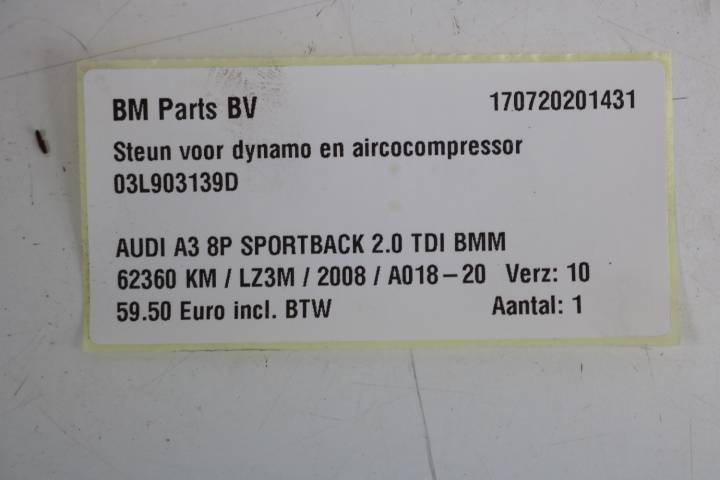 BM Parts BV 170720201431
Steun voor dynamo en aircocompressor
03L903139D
AUDI A3 8P SPORTBACK 2.0 TDI BMM
62360 KM / LZ3M / 2008 / A018-20 Verz: 10
59.50 Euro incl. BTW Aantal: 1